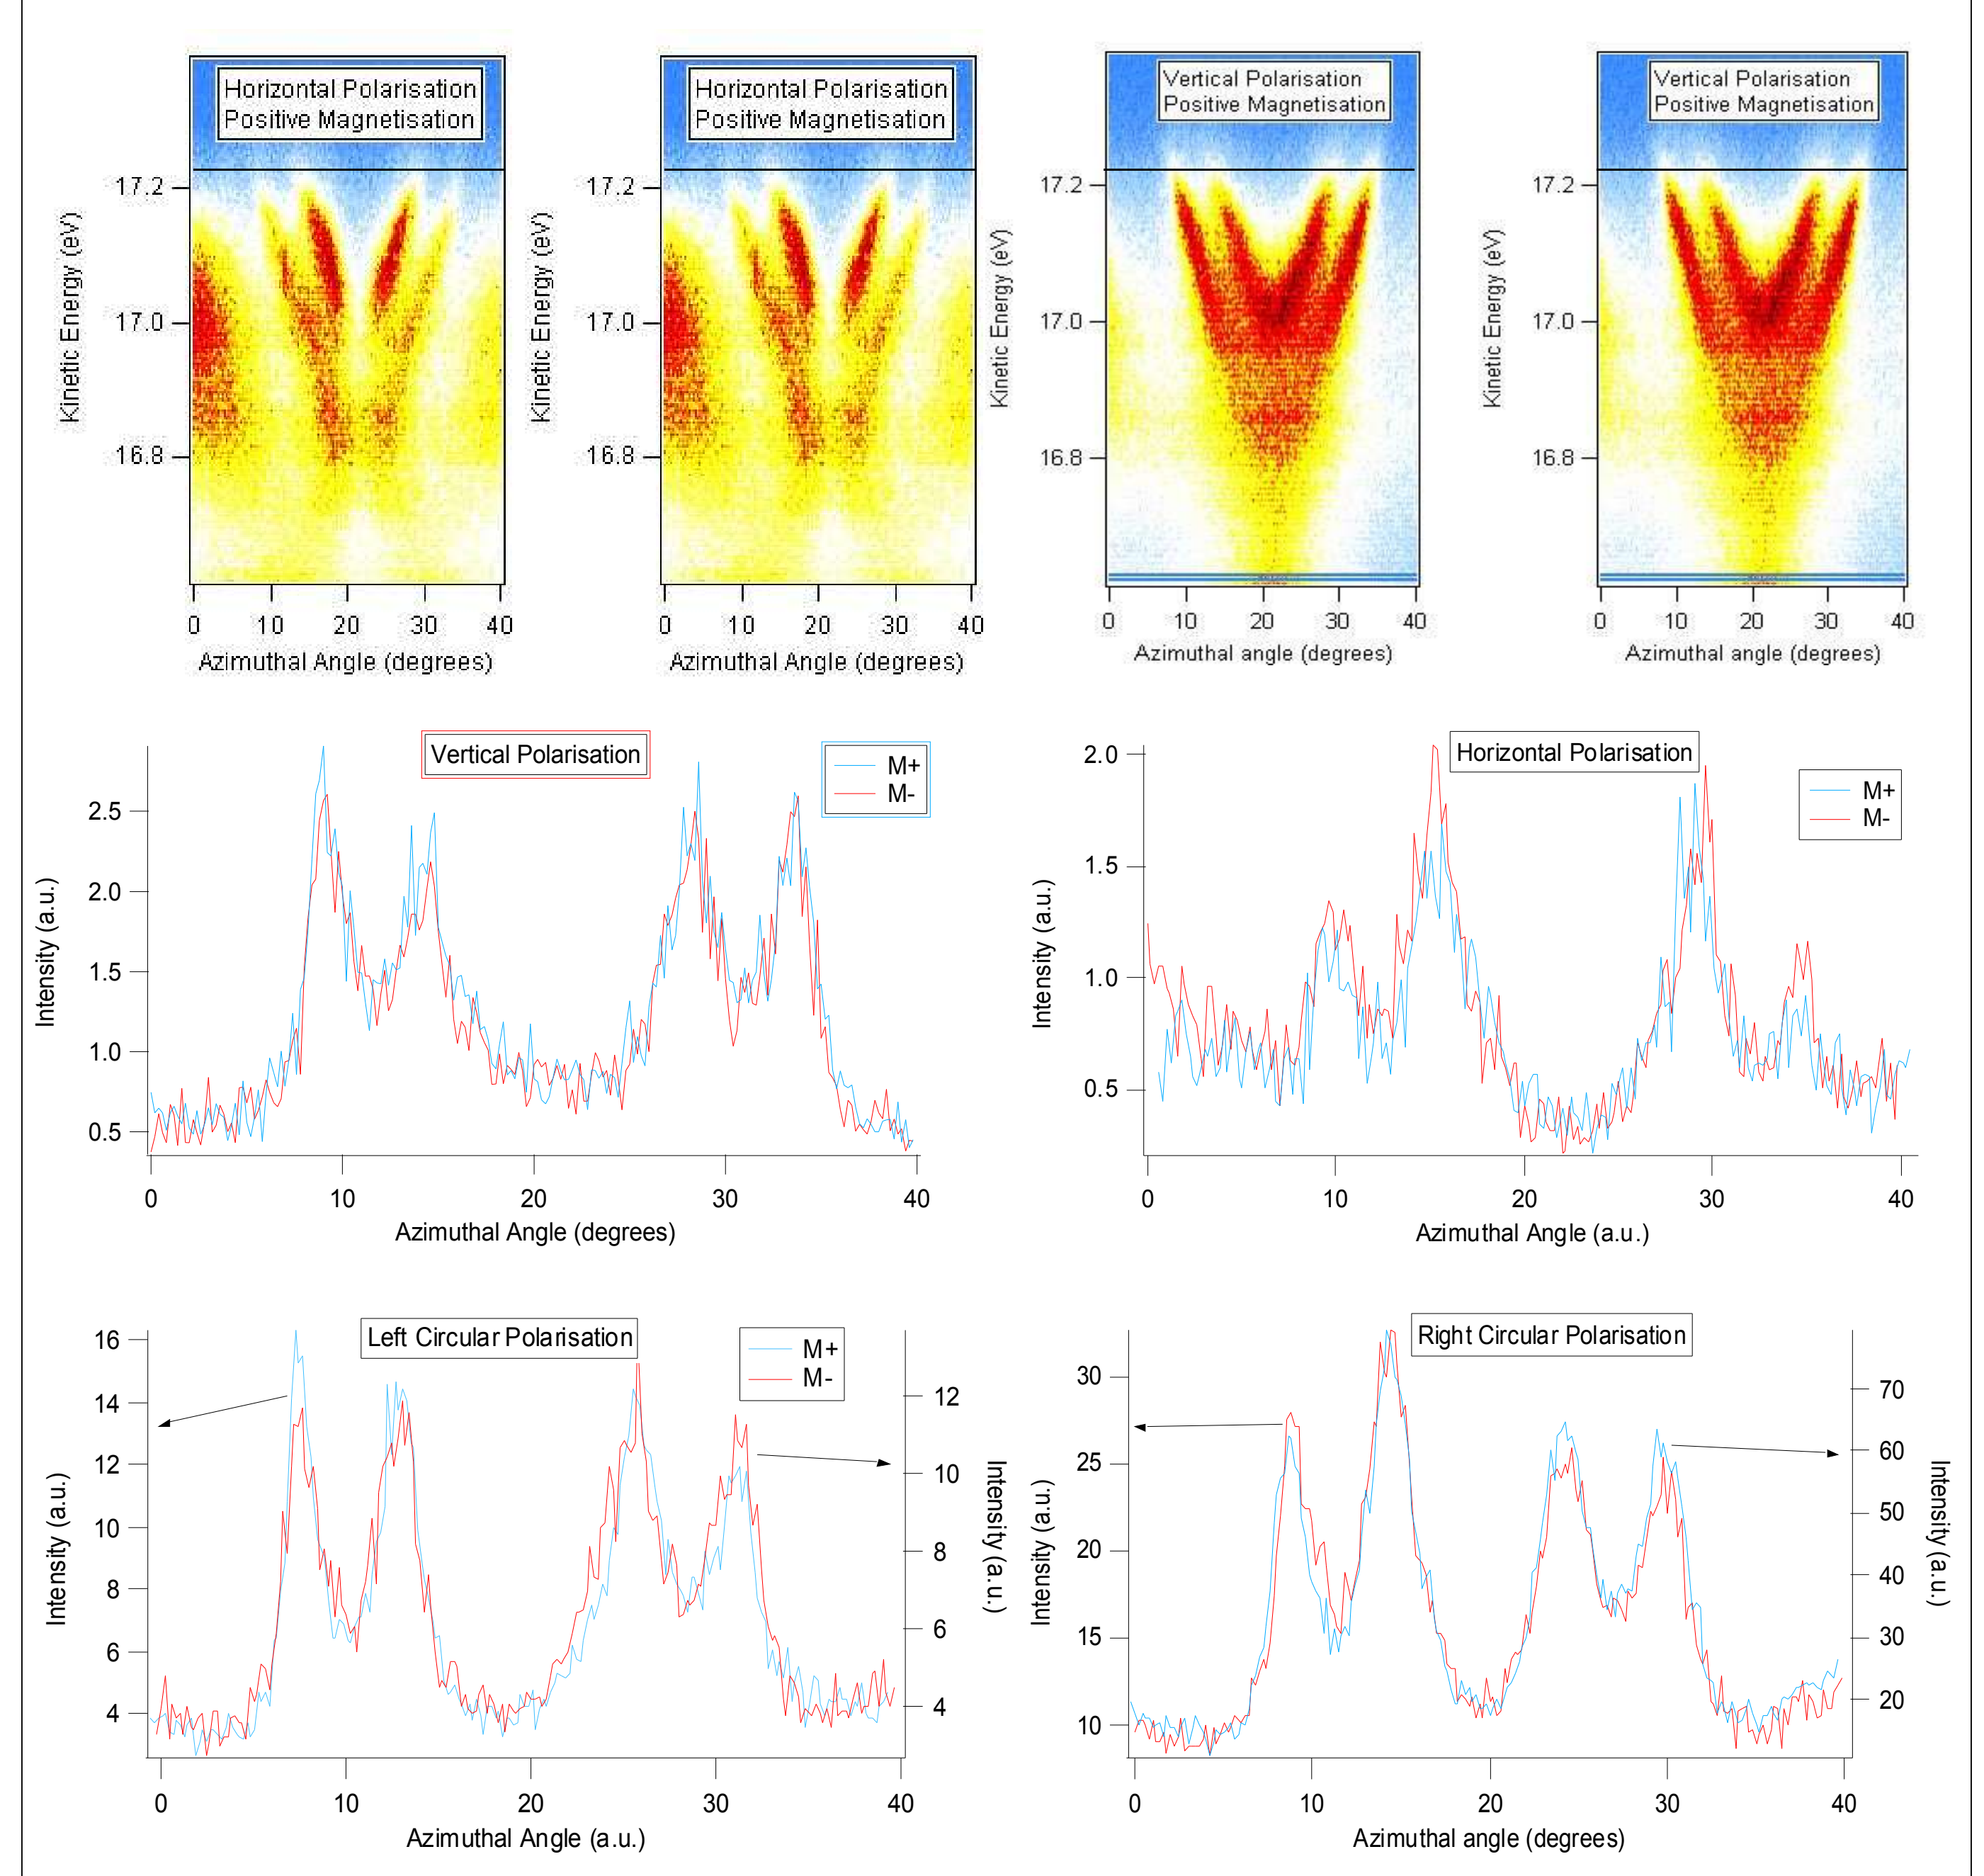 Horizontal Polarisation
Positive Magnetisation
17.2
17.0
16.8
Kinetic Energy (eV)
0 10 20 30 40
Azimuthal Angle (degrees)
Horizontal Polarisation
Positive Magnetisation
17.2
17.0
16.8
Kinetic Energy (eV)
0 10 20 30 40
Azimuthal Angle (degrees)
Vertical Polarisation
Positive Magnetisation
17.2
17.0
16.8
Kinetic Energy (eV)
0 10 20 30 40
Azimuthal angle (degrees)
Vertical Polarisation
Positive Magnetisation
17.2
17.0
16.8
Kinetic Energy (eV)
0 10 20 30 40
Azimuthal angle (degrees)
Vertical Polarisation
M+
M-
2.5
2.0
1.5
1.0
0.5
Intensity (a.u.)
0 10 20 30 40
Azimuthal Angle (degrees)
Horizontal Polarisation
M+
M-
2.0
1.5
1.0
0.5
Intensity (a.u.)
0 10 20 30 40
Azimuthal Angle (a.u.)
Left Circular Polarisation
M+
M-
16
14
12
10
8
6
4
Intensity (a.u.)
12
10
8
6
4
Intensity (a.u.)
0 10 20 30 40
Azimuthal Angle (a.u.)
Right Circular Polarisation
30
25
20
15
10
Intensity (a.u.)
70
60
50
40
30
20
Intensity (a.u.)
0 10 20 30 40
Azimuthal angle (degrees)